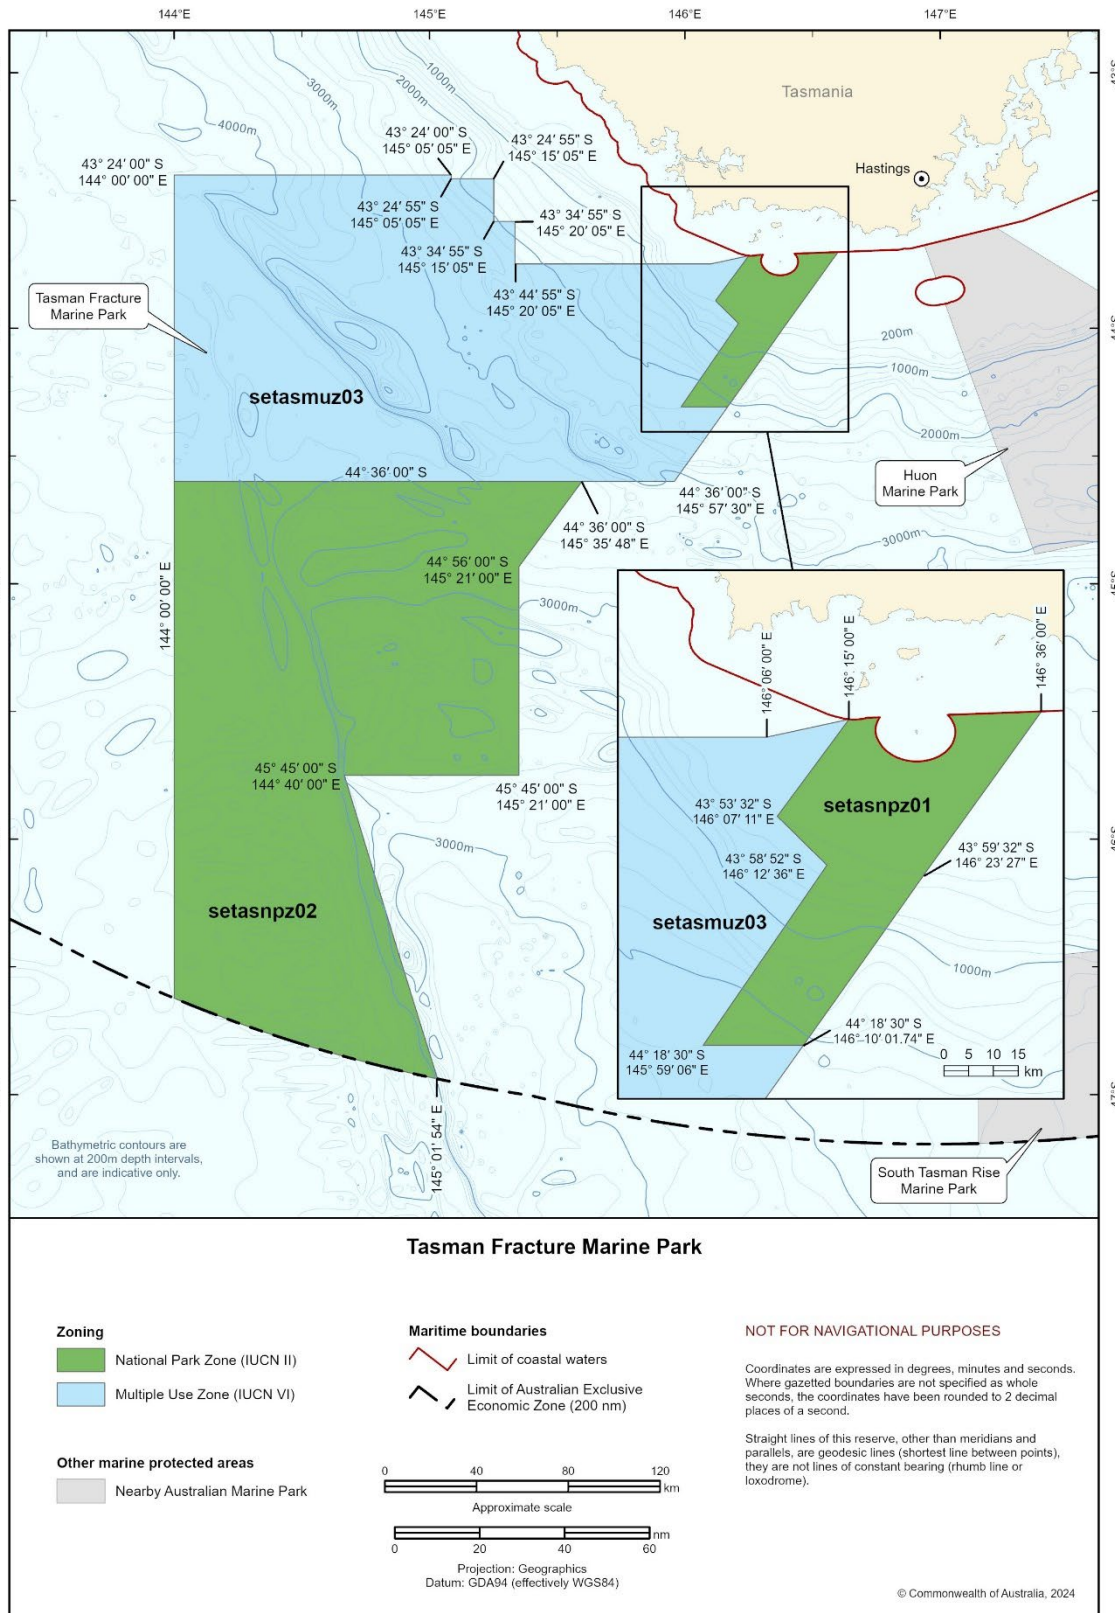 144°E
145°E
146°E
147°E
43°S
44°S
45°S
46°S
47°S
1000m
2000m
3000m
4000m
Tasmania
Hastings
43° 24' 00" S
144° 00' 00" E
43° 24' 00" S
145° 05' 05" E
43° 24' 55" S
145° 15' 05" E
43° 24' 55" S
145° 05' 05" E
43° 34' 55" S
145° 20' 05" E
43° 34' 55" S
145° 15' 05" E
43° 44' 55" S
145° 20' 05" E
Tasman Fracture
Marine Park
200m
1000m
2000m
setasmuz03
44° 36' 00" S
Huon
Marine Park
44° 36' 00" S
145° 57' 30" E
44° 36' 00" S
145° 35' 48" E
3000m
44° 56' 00" S
145° 21' 00" E
144° 00' 00" E
3000m
45° 45' 00" S
144° 40' 00" E
45° 45' 00" S
145° 21' 00" E
3000m
setasnpz02
146° 06' 00" E
146° 15' 00" E
146° 36' 00" E
43° 53' 32" S
146° 07' 11" E
setasnpz01
43° 58' 52" S
146° 12' 36" E
43° 59' 32" S
146° 23' 27" E
setasmuz03
1000m
44° 18' 30" S
146° 10' 01.74" E
44° 18' 30" S
145° 59' 06" E
0 5 10 15
km
145° 01' 54" E
Bathymetric contours are
shown at 200m depth intervals,
and are indicative only.
South Tasman Rise
Marine Park
Tasman Fracture Marine Park
Zoning
National Park Zone (IUCN II)
Multiple Use Zone (IUCN VI)
Other marine protected areas
Nearby Australian Marine Park
Maritime boundaries
Limit of coastal waters
Limit of Australian Exclusive
Economic Zone (200 nm)
0 40 80 120
km
Approximate scale
nm
0 20 40 60
Projection: Geographics
Datum: GDA94 (effectively WGS84)
NOT FOR NAVIGATIONAL PURPOSES
Coordinates are expressed in degrees, minutes and seconds.
Where gazetted boundaries are not specified as whole
seconds, the coordinates have been rounded to 2 decimal
places of a second.
Straight lines of this reserve, other than meridians and
parallels, are geodesic lines (shortest line between points),
they are not lines of constant bearing (rhumb line or
loxodrome).
© Commonwealth of Australia, 2024